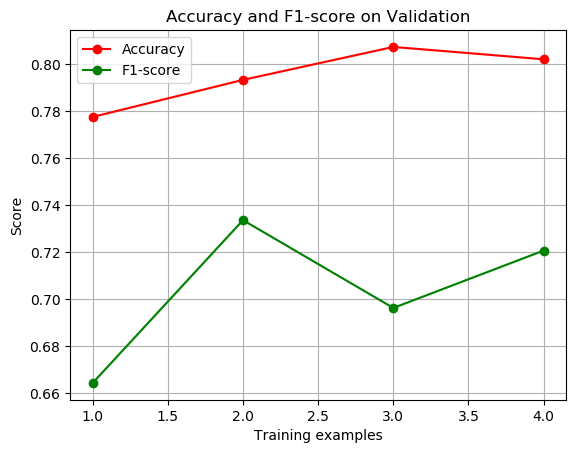 Accuracy and F1-score on Validation
Accuracy
F1-score
0.80
0.78
0.76
0.74
0.72
0.70
0.68
0.66
Score
1.0 1.5 2.0 2.5 3.0 3.5 4.0
Training examples